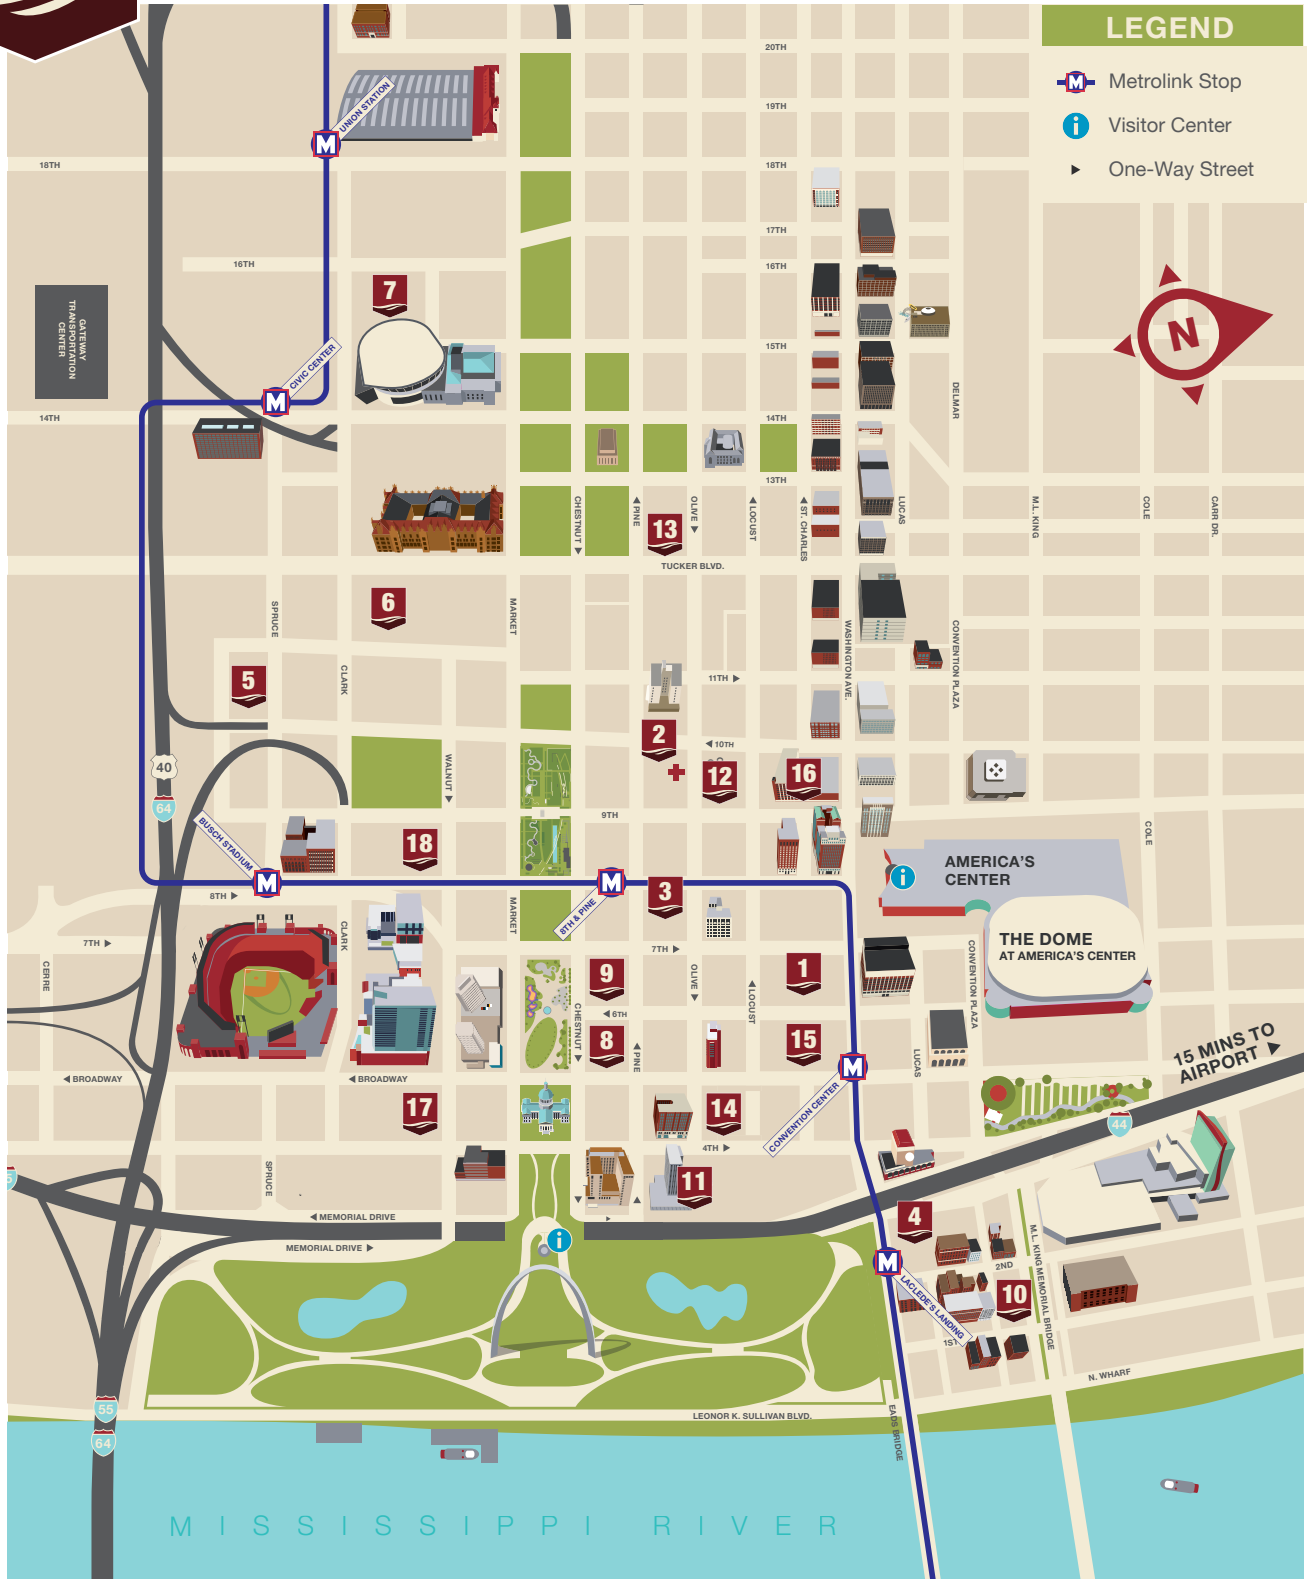 LEGEND
M Metrolink Stop
i Visitor Center
One-Way Street
20TH
19TH
UNION STATION
M
18TH
18TH
17TH
16TH
16TH
7
N
GATEWAY
TRANSPORTATION
CENTER
15TH
CIVIC CENTER
M
DELMAR
14TH
14TH
13TH
CHESTNUT
PINE
OLIVE
LOCUST
ST. CHARLES
LUCAS
M.L. KING
COLE
CARR DR.
13
TUCKER BLVD.
6
SPRUCE
MARKET
WASHINGTON AVE.
CONVENTION PLAZA
5
CLARK
11TH
2
10TH
40
WALNUT
12
16
64
9TH
BUSCH STADIUM
18
COLE
AMERICA'S
CENTER
i
M
M
8TH
3
8TH & PINE
MARKET
CLARK
7TH
7TH
THE DOME
AT AMERICA'S CENTER
CERRE
9
OLIVE
1
CONVENTION PLAZA
LOCUST
CHESTNUT
6TH
8
PINE
15
LUCAS
15 MINS TO
AIRPORT
M
BROADWAY
BROADWAY
17
14
CONVENTION CENTER
44
4TH
SPRUCE
5
11
MEMORIAL DRIVE
4
MEMORIAL DRIVE
i
M
2ND
M.L. KING MEMORIAL BRIDGE
LACLEDE'S LANDING
10
1ST
N. WHARF
55
LEONOR K. SULLIVAN BLVD.
EADS BRIDGE
64
MISSISSIPPI RIVER